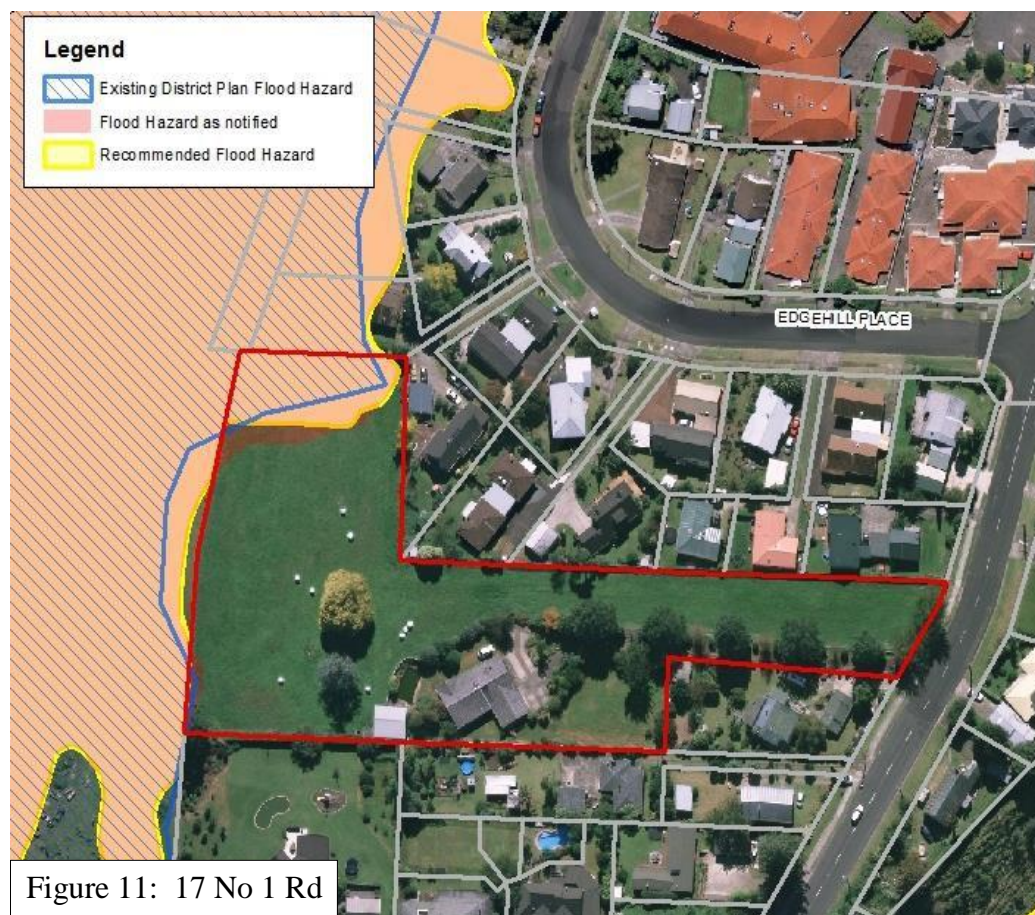 Legend
Existing District Plan Flood Hazard
Flood Hazard as notified
Recommended Flood Hazard
EDGEHILL PLACE
Figure 11: 17 No 1 Rd